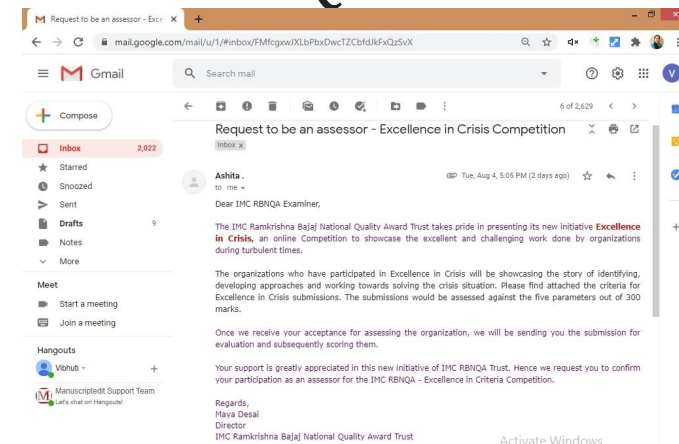 Request to be an assessor - Excel
mail.google.com/mail/u/1/#inbox/FMfcgxwJXLbPbxDwcTZCbfdJkFxQzSvX
Gmail
Search mail
V
Compose
6 of 2,629
Request to be an assessor - Excellence in Crisis Competition
Inbox x
Inbox 2,022
Starred
Snoozed
Sent
Drafts 9
Notes
More
Ashita .
to me
Tue, Aug 4, 5:05 PM (2 days ago)
Dear IMC RBNQA Examiner,
The IMC Ramkrishna Bajaj National Quality Award Trust takes pride in presenting its new initiative Excellence
in Crisis, an online Competition to showcase the excellent and challenging work done by organizations
during turbulent times.
The organizations who have participated in Excellence in Crisis will be showcasing the story of identifying,
developing approaches and working towards solving the crisis situation. Please find attached the criteria for
Excellence in Crisis submissions. The submissions would be assessed against the five parameters out of 300
marks.
Once we receive your acceptance for assessing the organization, we will be sending you the submission for
evaluation and subsequently scoring them.
Your support is greatly appreciated in this new initiative of IMC RBNQA Trust. Hence we request you to confirm
your participation as an assessor for the IMC RBNQA - Excellence in Criteria Competition.
Regards,
Maya Desai
Director
IMC Ramkrishna Bajaj National Quality Award Trust
Meet
Start a meeting
Join a meeting
Hangouts
Vibhuti
Manuscriptedit Support Team
Let's chat on Hangouts!
Activate Windows